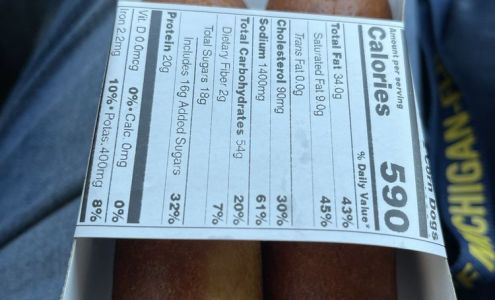 Corn Dogs
Amount per serving
Calories 590
% Daily Value*
Total Fat 34.0g 43%
Saturated Fat 9.0g 45%
Trans Fat 0.0g
Cholesterol 90mg 30%
Sodium 1400mg 61%
Total Carbohydrates 54g 20%
Dietary Fiber 2g 7%
Total Sugars 18g
Includes 16g Added Sugars 32%
Protein 20g
Vit. D 0.0mcg 0% • Calc. 0mg 0%
Iron 2.2mg 10% • Potas. 400mg 8%
MICHIGAN